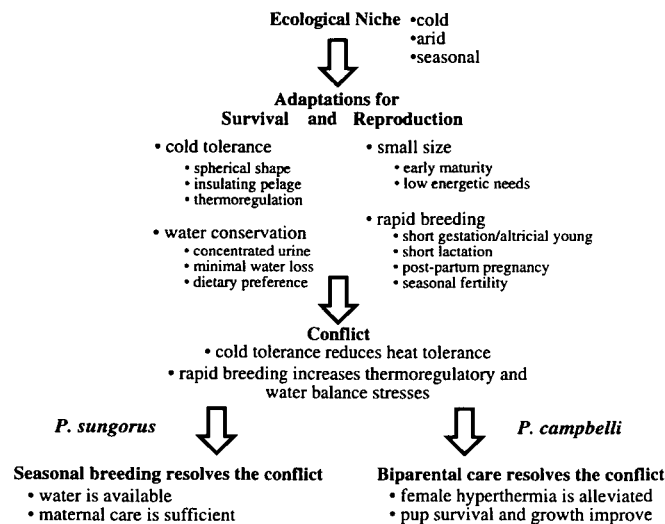 Ecological Niche •cold
•arid
•seasonal
Adaptations for
Survival and Reproduction
• cold tolerance
• spherical shape
• insulating pelage
• thermoregulation
• water conservation
• concentrated urine
• minimal water loss
• dietary preference
• small size
• early maturity
• low energetic needs
• rapid breeding
• short gestation/altricial young
• short lactation
• post-partum pregnancy
• seasonal fertility
Conflict
• cold tolerance reduces heat tolerance
• rapid breeding increases thermoregulatory and
water balance stresses
P. sungorus
Seasonal breeding resolves the conflict
• water is available
• maternal care is sufficient
P. campbelli
Biparental care resolves the conflict
• female hyperthermia is alleviated
• pup survival and growth improve